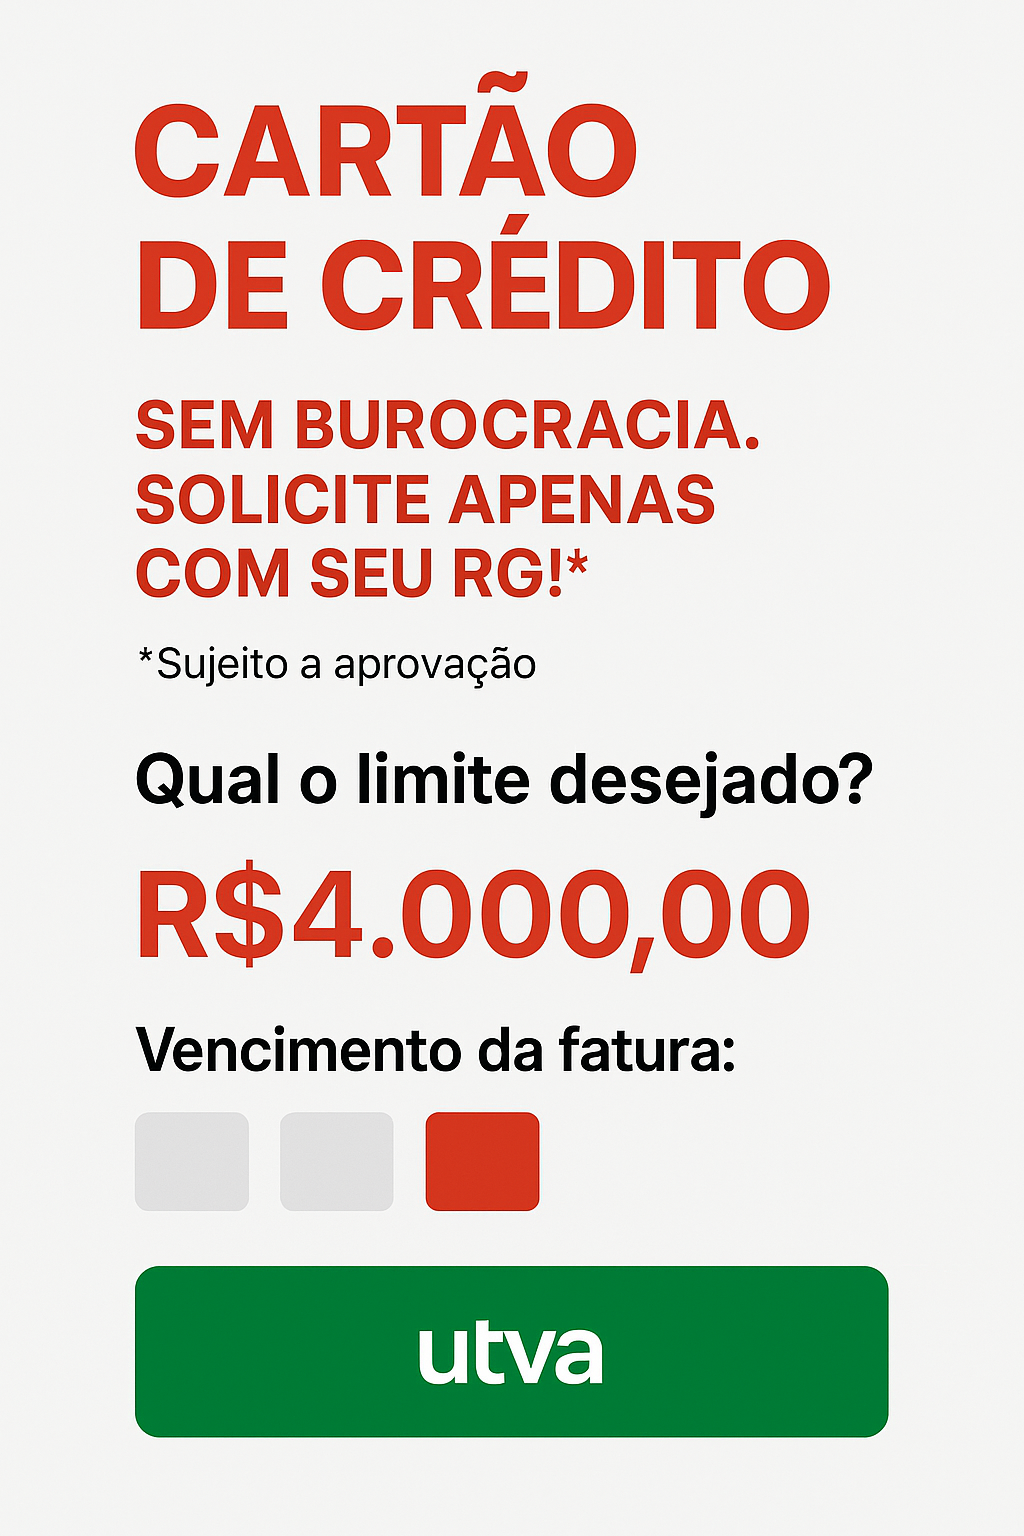 CARTÃO
DE CRÉDITO
SEM BUROCRACIA.
SOLICITE APENAS
COM SEU RG!*
*Sujeito a aprovação
Qual o limite desejado?
R$4.000,00
Vencimento da fatura:
utva